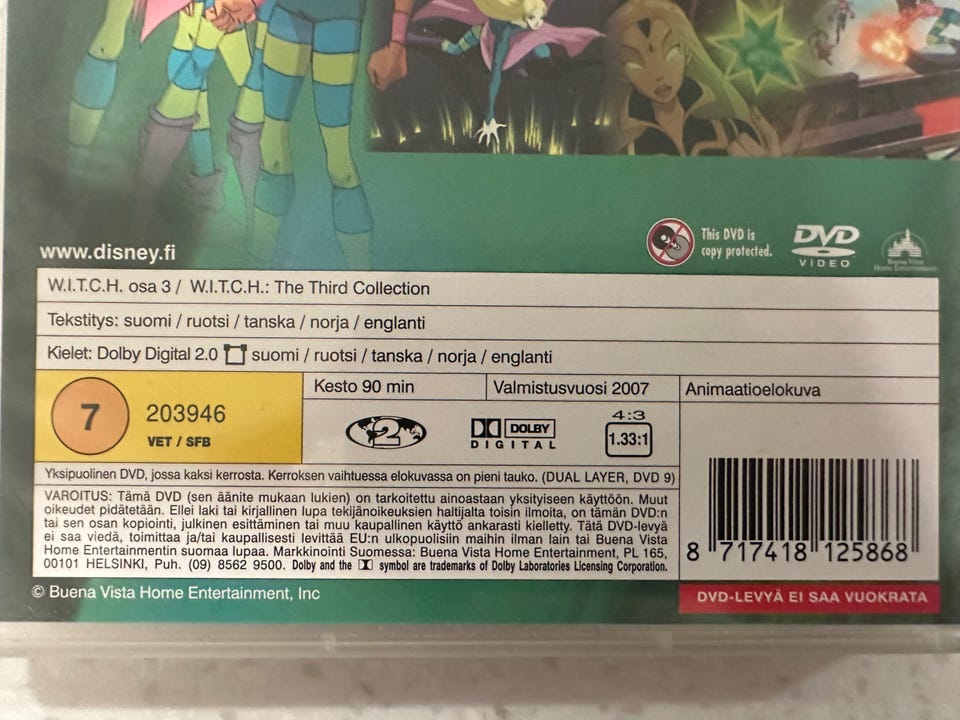 www.disney.fi
This DVD is
copy protected.
DVD
VIDEO
Buena Vista
Home Entertainment
W.I.T.C.H. osa 3 / W.I.T.C.H.: The Third Collection
Tekstitys: suomi / ruotsi / tanska / norja / englanti
Kielet: Dolby Digital 2.0 suomi / ruotsi / tanska / norja / englanti
7
203946
VET / SFB
Kesto 90 min
Valmistusvuosi 2007
Animaatioelokuva
2
DOLBY
DIGITAL
4:3
1.33:1
Yksipuolinen DVD, jossa kaksi kerrosta. Kerroksen vaihtuessa elokuvassa on pieni tauko. (DUAL LAYER, DVD 9)
VAROITUS: Tämä DVD (sen äänite mukaan lukien) on tarkoitettu ainoastaan yksityiseen käyttöön. Muut
oikeudet pidätetään. Ellei laki tai kirjallinen lupa tekijänoikeuksien haltijalta toisin ilmoita, on tämän DVD:n
tai sen osan kopiointi, julkinen esittäminen tai muu kaupallinen käyttö ankarasti kielletty. Tätä DVD-levyä
ei saa viedä, toimittaa ja/tai kaupallisesti levittää EU:n ulkopuolisiin maihin ilman lain tai Buena Vista
Home Entertainmentin suomaa lupaa. Markkinointi Suomessa: Buena Vista Home Entertainment, PL 165,
00101 HELSINKI, Puh. (09) 8562 9500. Dolby and the symbol are trademarks of Dolby Laboratories Licensing Corporation.
8 717418 125868
© Buena Vista Home Entertainment, Inc
DVD-LEVYÄ EI SAA VUOKRATA